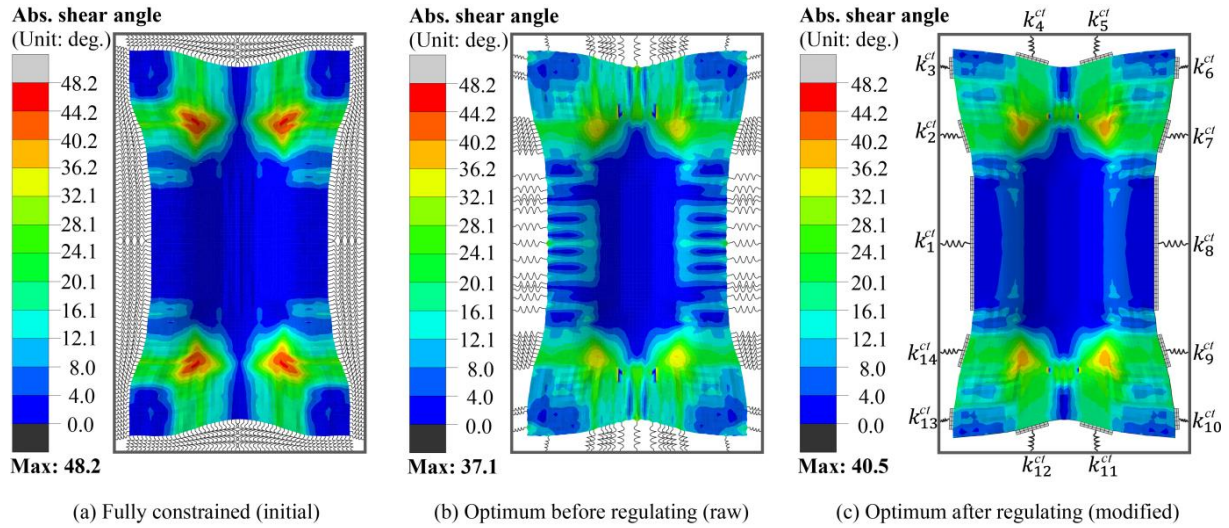 Abs. shear angle
(Unit: deg.)
48.2
44.2
40.2
36.2
32.1
28.1
24.1
20.1
16.1
12.1
8.0
4.0
0.0
Max: 48.2
(a) Fully constrained (initial)
Abs. shear angle
(Unit: deg.)
48.2
44.2
40.2
36.2
32.1
28.1
24.1
20.1
16.1
12.1
8.0
4.0
0.0
Max: 37.1
(b) Optimum before regulating (raw)
Abs. shear angle
(Unit: deg.)
48.2
44.2
40.2
36.2
32.1
28.1
24.1
20.1
16.1
12.1
8.0
4.0
0.0
Max: 40.5
k₄ᶜᵗ k₅ᶜᵗ
k₃ᶜᵗ k₆ᶜᵗ
k₂ᶜᵗ k₇ᶜᵗ
k₁ᶜᵗ k₈ᶜᵗ
k₁₄ᶜᵗ k₉ᶜᵗ
k₁₃ᶜᵗ k₁₀ᶜᵗ
k₁₂ᶜᵗ k₁₁ᶜᵗ
(c) Optimum after regulating (modified)